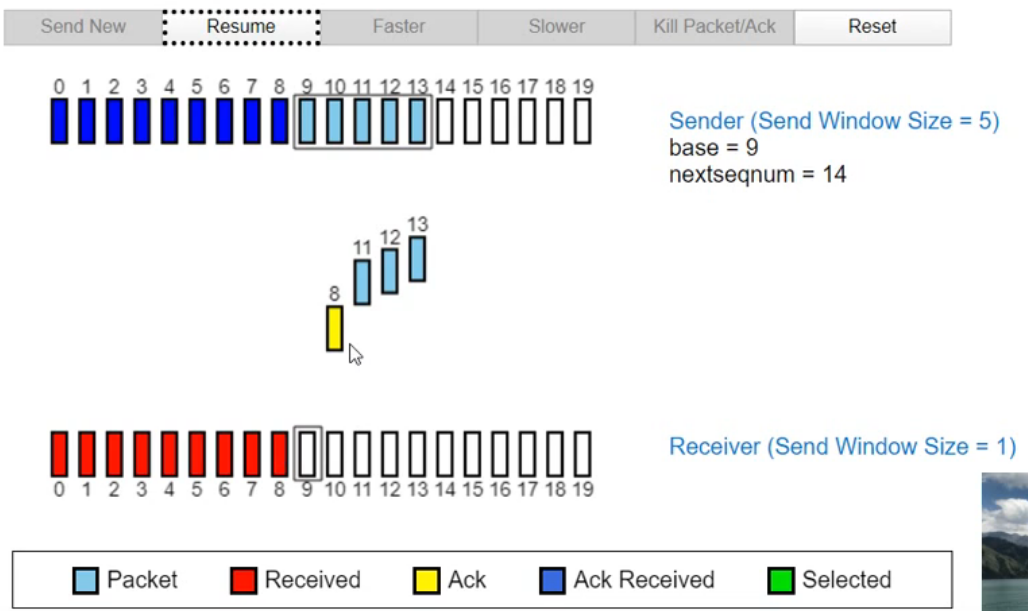 Send New Resume Faster Slower Kill Packet/Ack Reset
0 1 2 3 4 5 6 7 8 9 10 11 12 13 14 15 16 17 18 19
Sender (Send Window Size = 5)
base = 9
nextseqnum = 14
13
12
11
8
Receiver (Send Window Size = 1)
0 1 2 3 4 5 6 7 8 9 10 11 12 13 14 15 16 17 18 19
Packet Received Ack Ack Received Selected